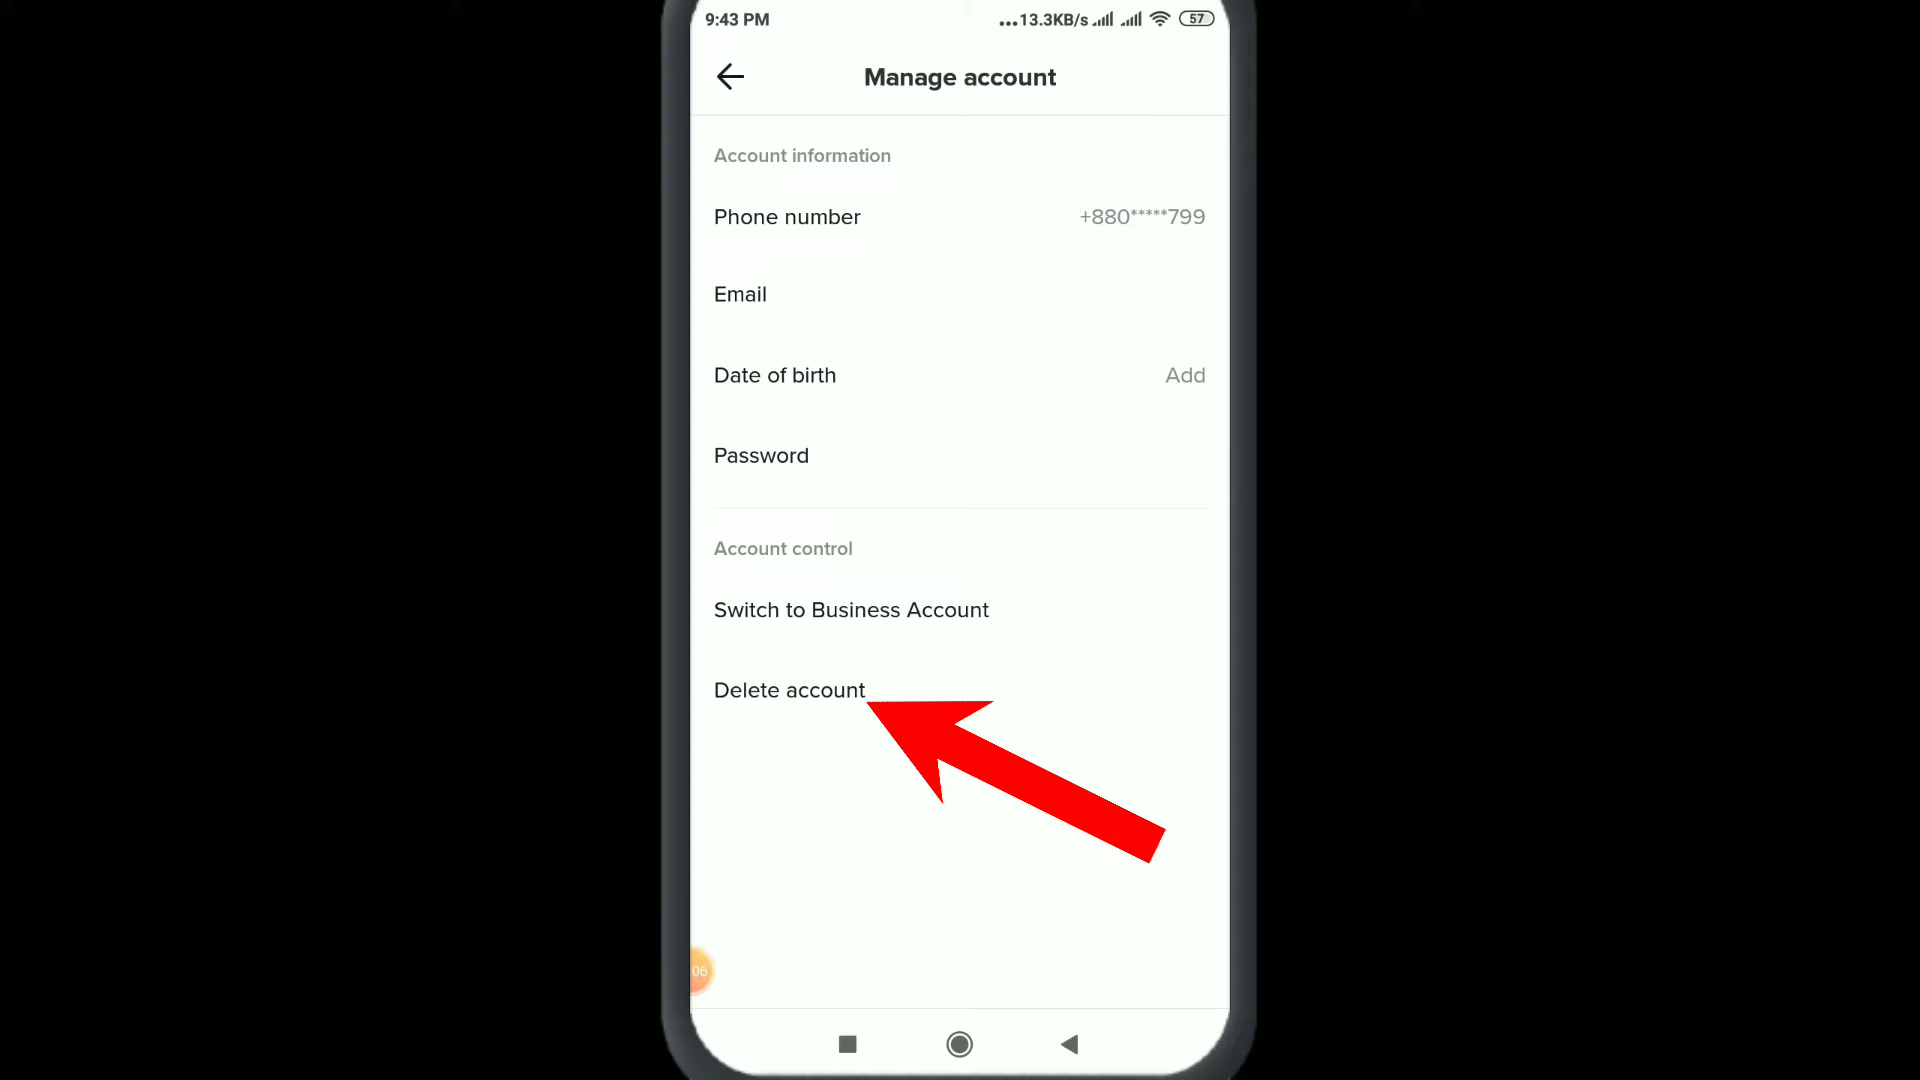 9:43 PM
...13.3KB/s
57
Manage account
Account information
Phone number
+880*****799
Email
Date of birth
Add
Password
Account control
Switch to Business Account
Delete account
:06